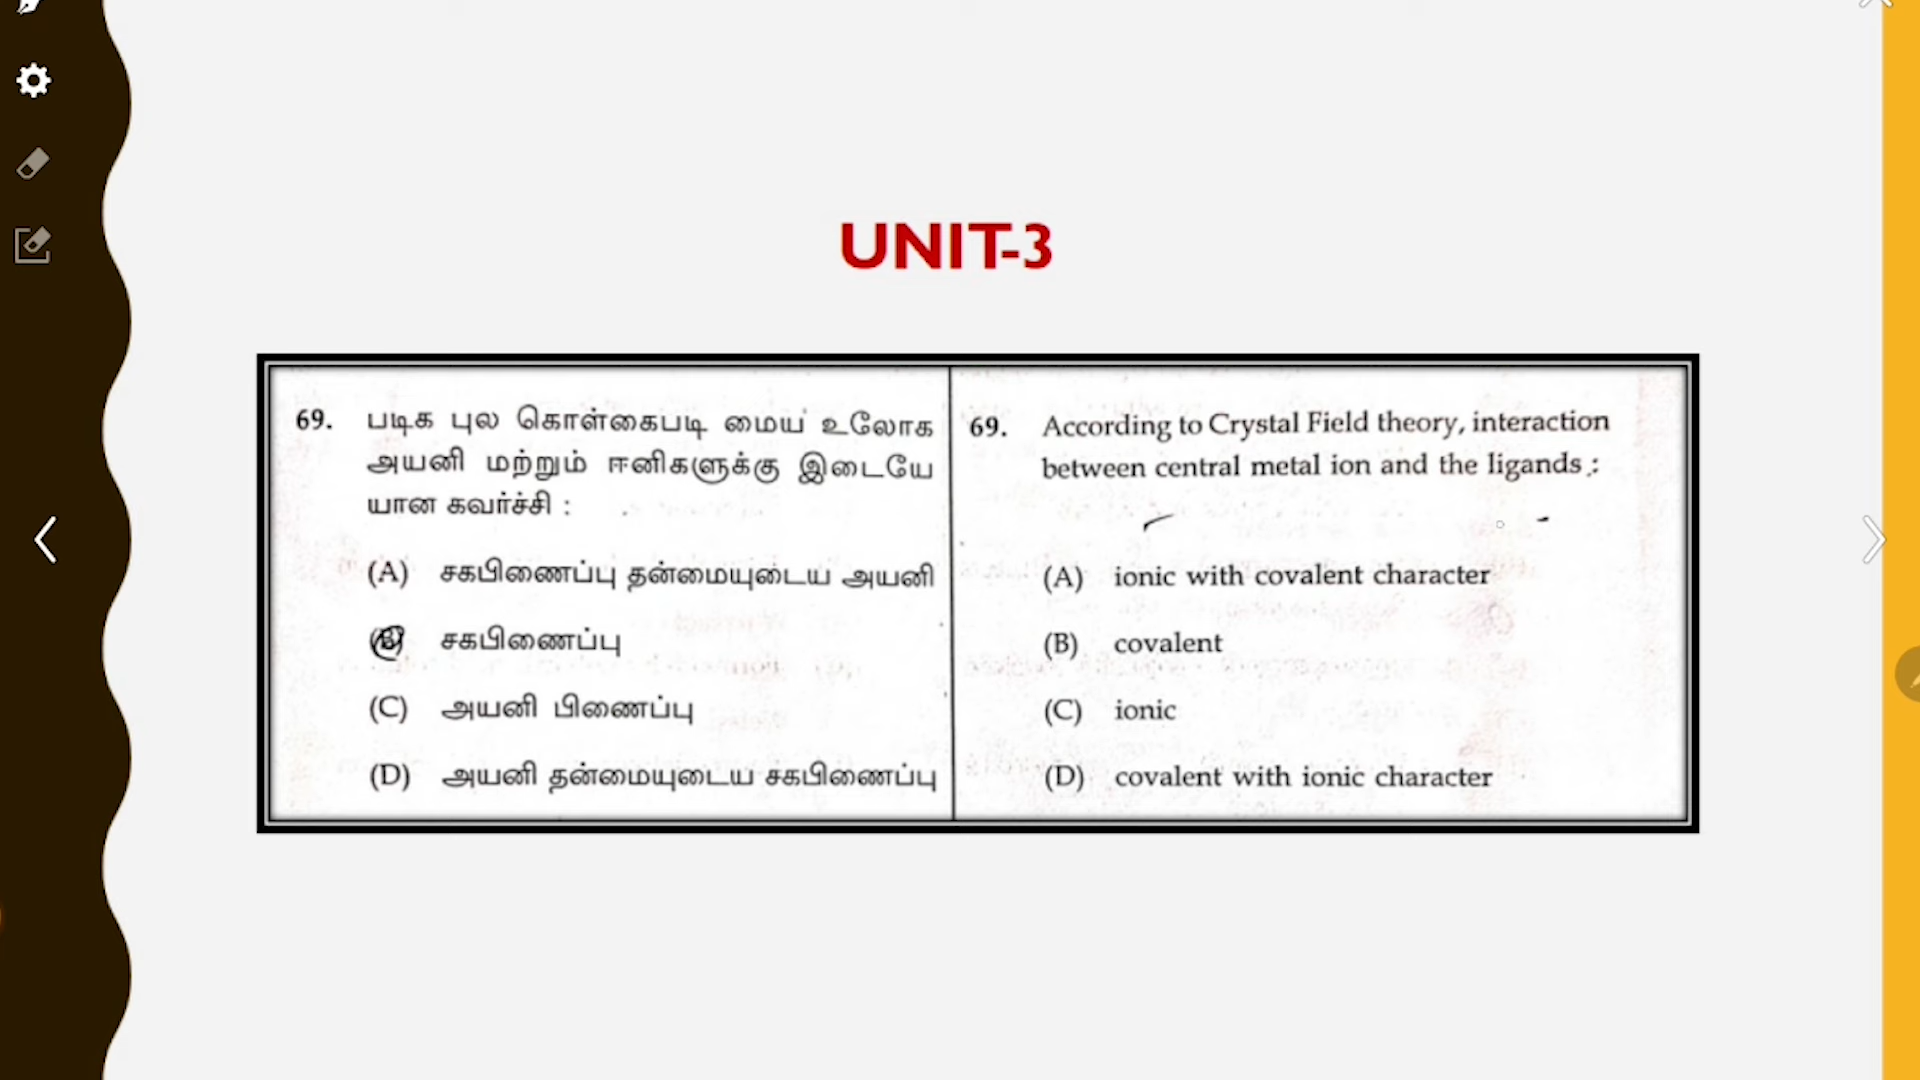 UNIT-3
69. படிக புல கொள்கைபடி மைய உலோக
அயனி மற்றும் ஈனிகளுக்கு இடையே
யான கவர்ச்சி :
(A) சகபிணைப்பு தன்மையுடைய அயனி
(B) சகபிணைப்பு
(C) அயனி பிணைப்பு
(D) அயனி தன்மையுடைய சகபிணைப்பு
69. According to Crystal Field theory, interaction
between central metal ion and the ligands :
(A) ionic with covalent character
(B) covalent
(C) ionic
(D) covalent with ionic character